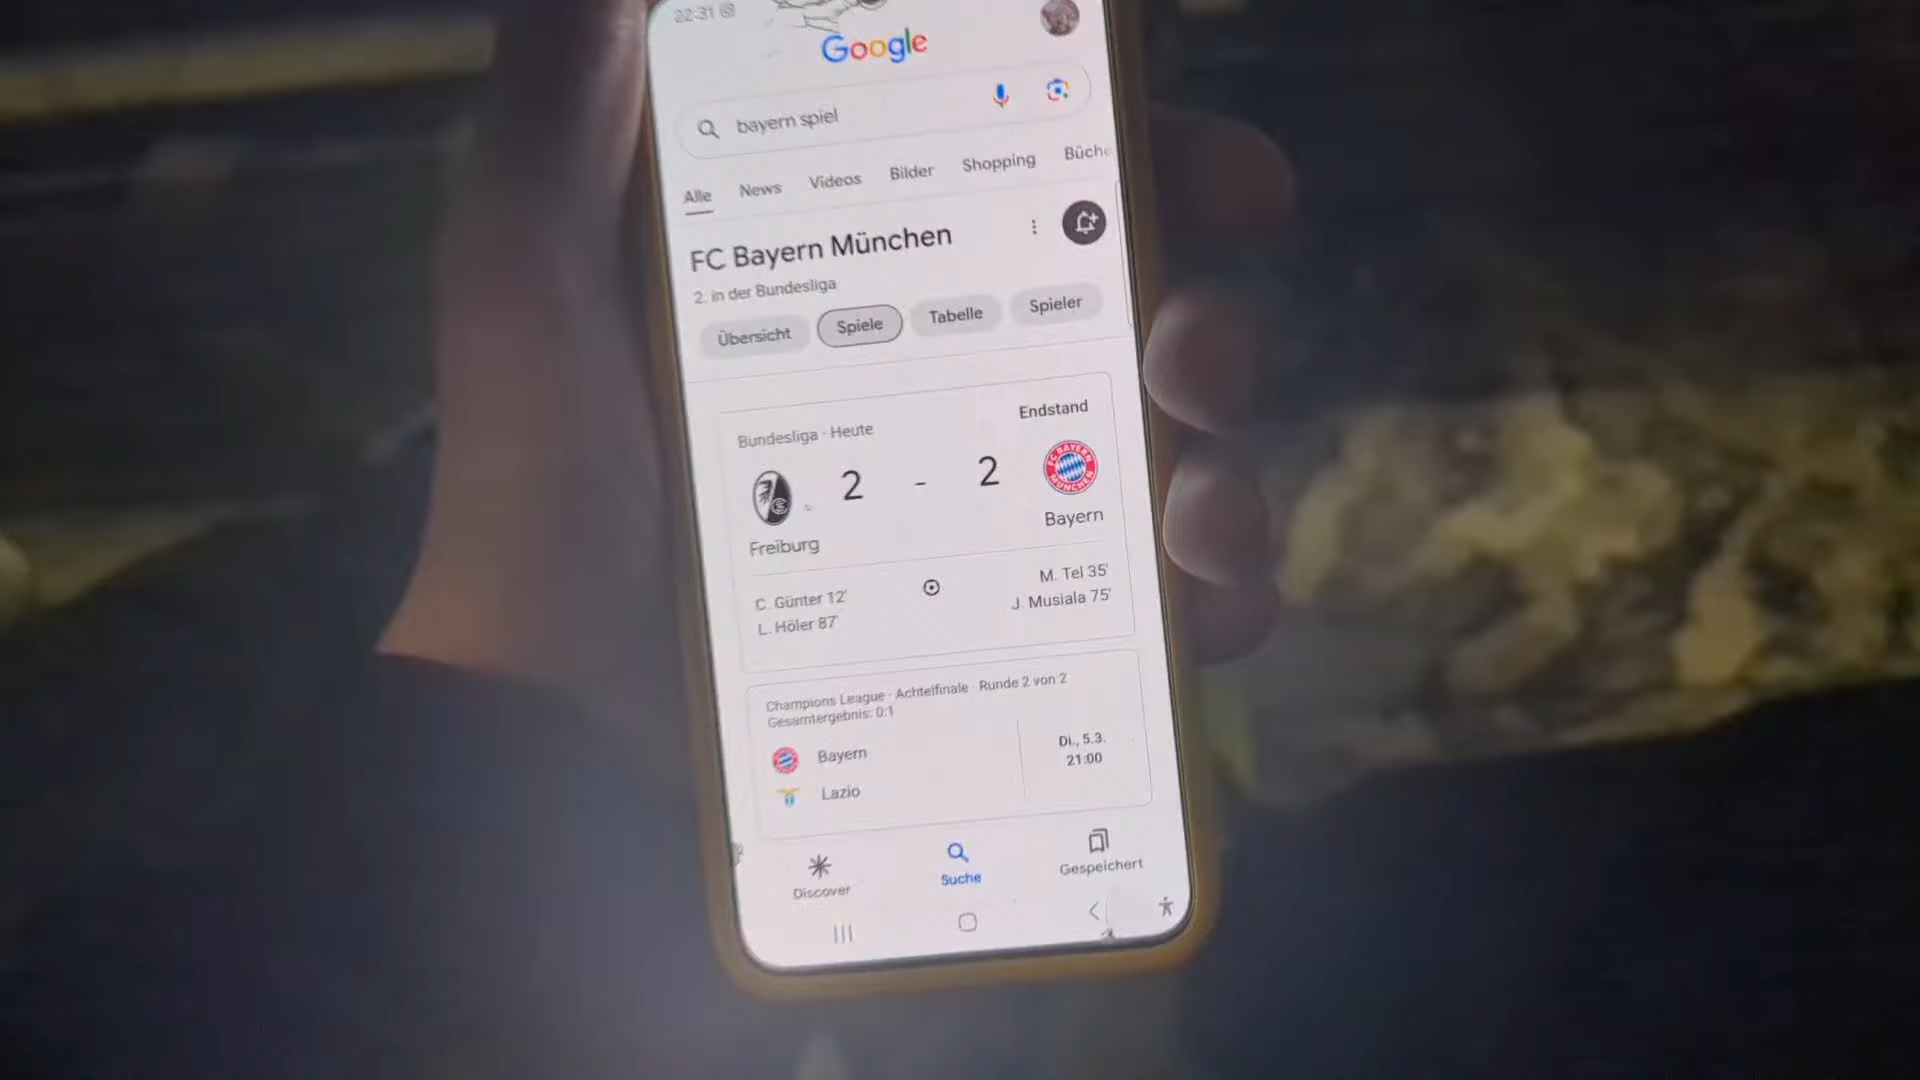 22:31
Google
bayern spiel
Alle News Videos Bilder Shopping Büche
FC Bayern München
2. in der Bundesliga
Übersicht Spiele Tabelle Spieler
Bundesliga · Heute Endstand
2 - 2
Freiburg Bayern
C. Günter 12' M. Tel 35'
L. Höler 87' J. Musiala 75'
Champions League · Achtelfinale · Runde 2 von 2
Gesamtergebnis: 0:1
Bayern Di., 5.3.
21:00
Lazio
Discover Suche Gespeichert